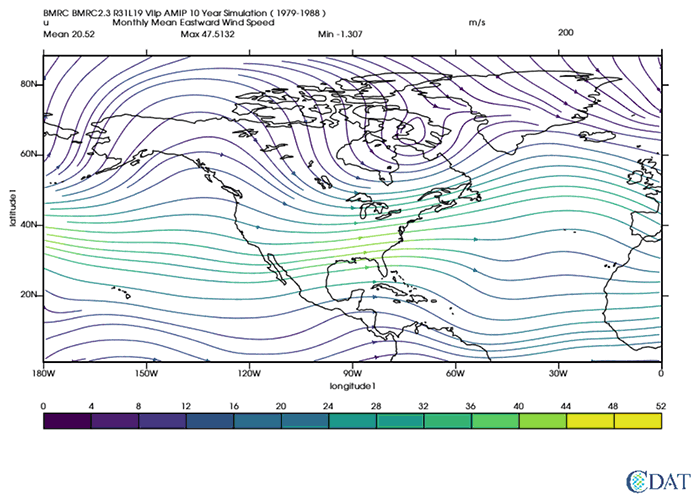 BMRC BMRC2.3 R31L19 VIIp AMIP 10 Year Simulation ( 1979-1988 )
u Monthly Mean Eastward Wind Speed m/s
Mean 20.52 Max 47.5132 Min -1.307 200
80N
60N
40N
20N
latitude1
180W 150W 120W 90W 60W 30W 0
longitude1
0 4 8 12 16 20 24 28 32 36 40 44 48 52
CDAT